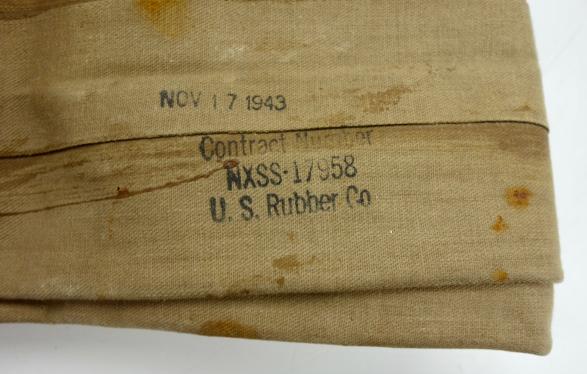 NOV 17 1943
Contract Number
NXSS-17958
U. S. Rubber Co